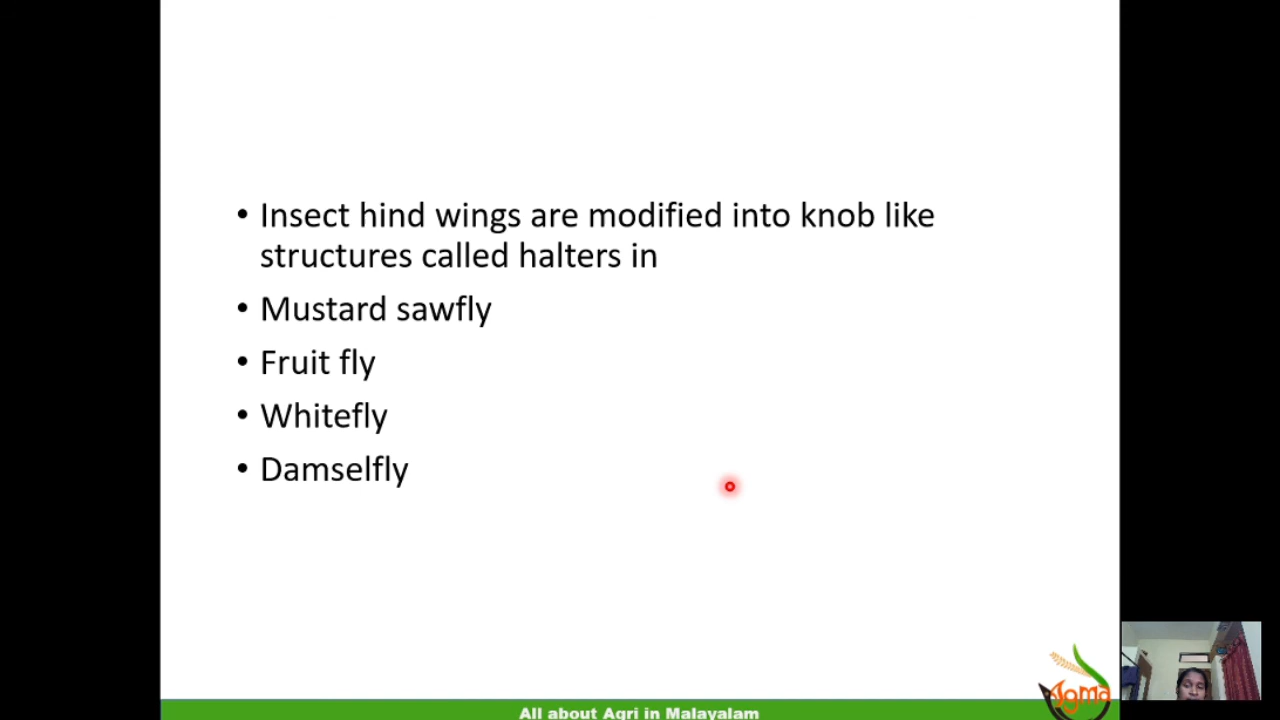 • Insect hind wings are modified into knob like
structures called halters in
• Mustard sawfly
• Fruit fly
• Whitefly
• Damselfly
Agma
All about Agri in Malayalam